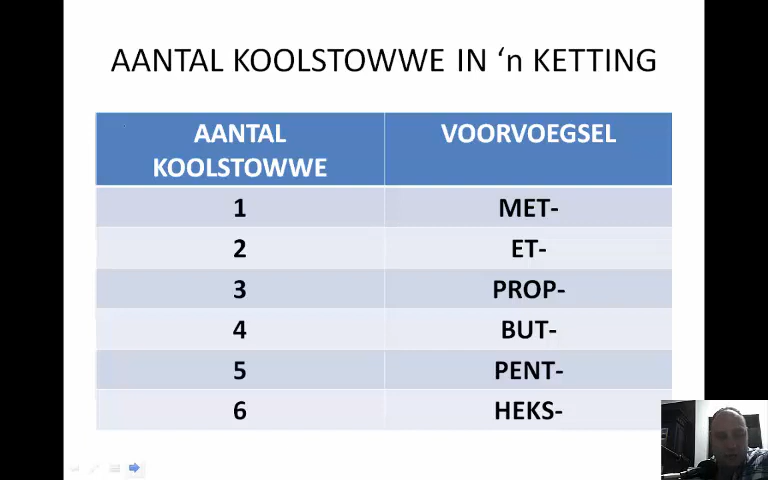 AANTAL KOOLSTOWWE IN ‘n KETTING
AANTAL KOOLSTOWWE VOORVOEGSEL
1 MET-
2 ET-
3 PROP-
4 BUT-
5 PENT-
6 HEKS-